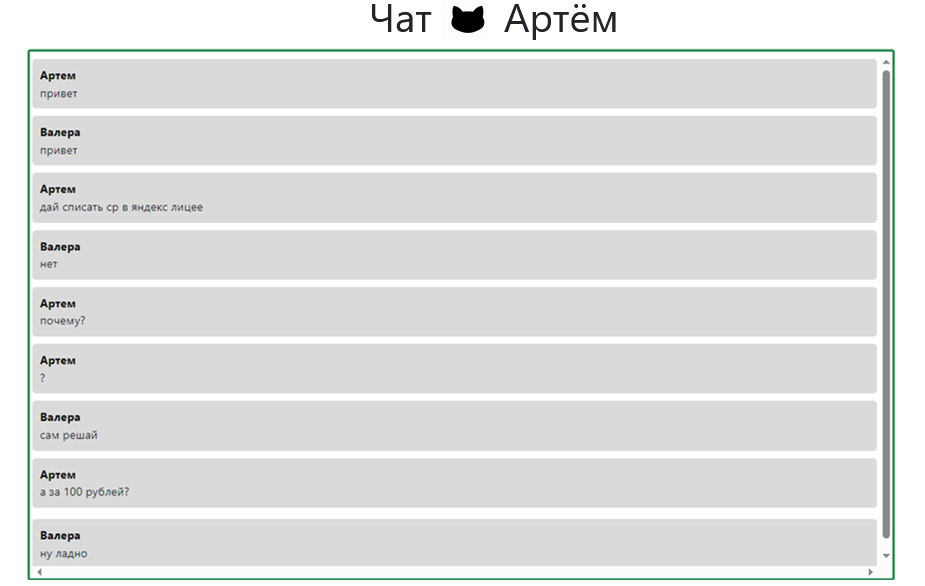 Чат Артём
Артем
привет
Валера
привет
Артем
дай списать ср в яндекс лицее
Валера
нет
Артем
почему?
Артем
?
Валера
сам решай
Артем
а за 100 рублей?
Валера
ну ладно